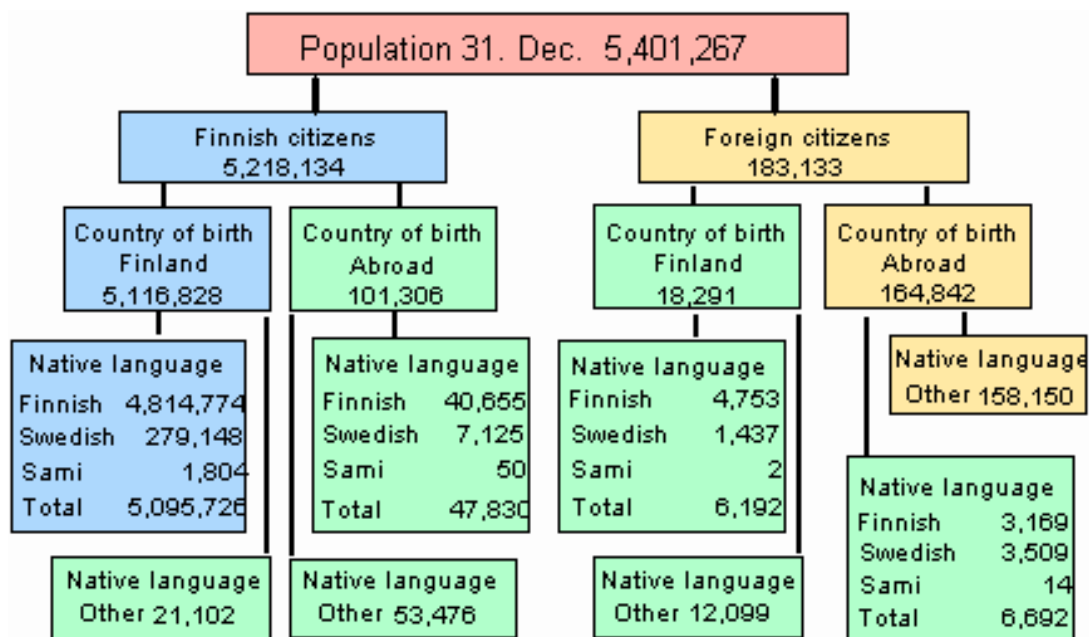 Population 31. Dec. 5,401,267
Finnish citizens
5,218,134
Foreign citizens
183,133
Country of birth
Finland
5,116,828
Country of birth
Abroad
101,306
Country of birth
Finland
18,291
Country of birth
Abroad
164,842
Native language
Finnish 4,814,774
Swedish 279,148
Sami 1,804
Total 5,095,726
Native language
Finnish 40,655
Swedish 7,125
Sami 50
Total 47,830
Native language
Finnish 4,753
Swedish 1,437
Sami 2
Total 6,192
Native language
Other 158,150
Native language
Finnish 3,169
Swedish 3,509
Sami 14
Total 6,692
Native language
Other 21,102
Native language
Other 53,476
Native language
Other 12,099